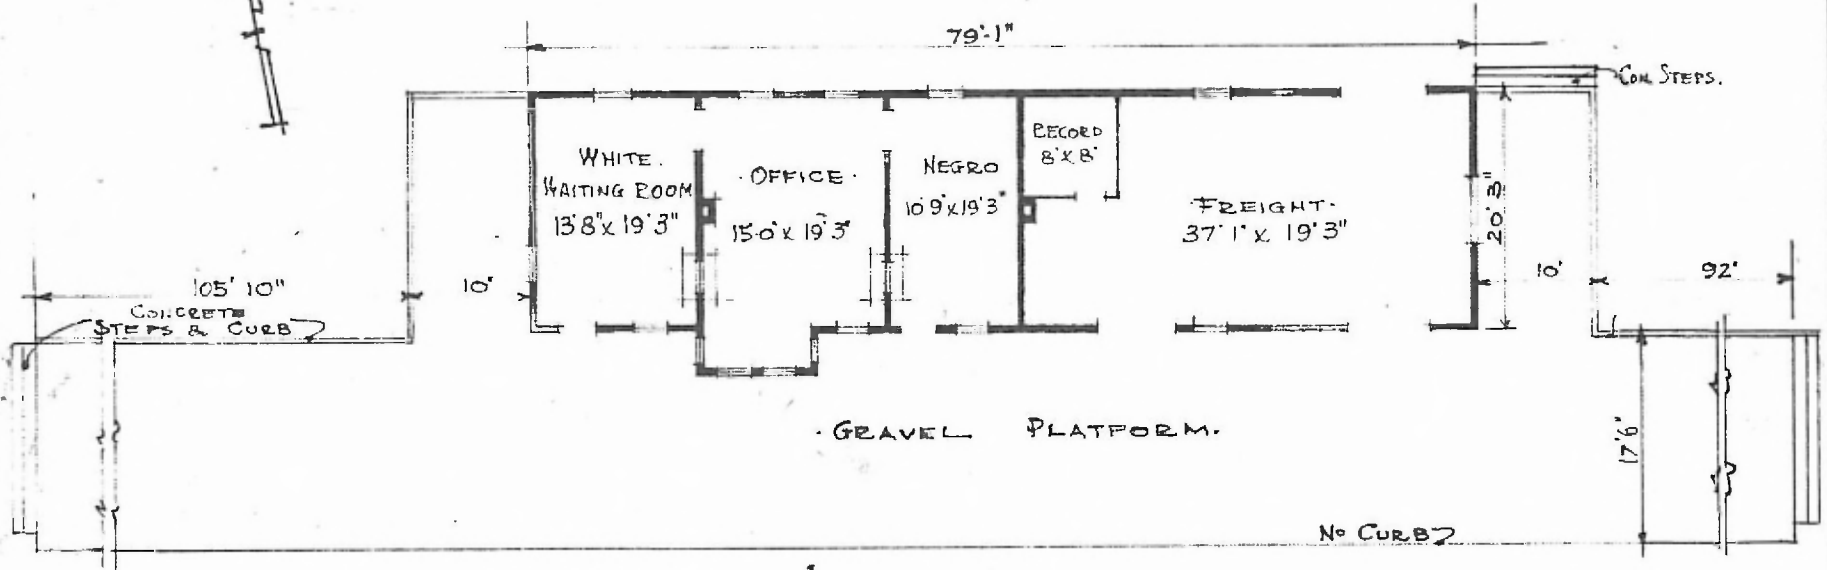 79'-1"
CON. STEPS.
WHITE.
WAITING ROOM
13'8" x 19'3"
· OFFICE ·
15'0" x 19'3"
NEGRO
10'9" x 19'3"
RECORD
8' x 8'
· FREIGHT ·
37'1" x 19'3"
20'3"
105' 10"
10'
10'
92'
CONCRETE
STEPS & CURB
· GRAVEL PLATFORM.
17'6"
No CURB